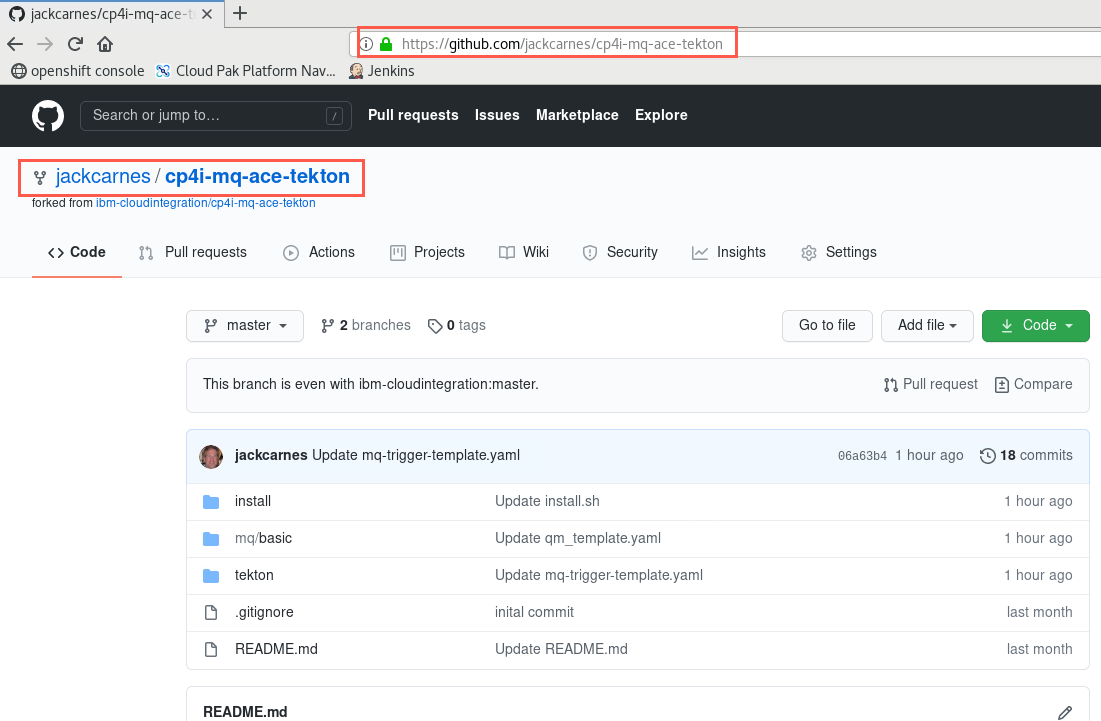 jackcarnes/cp4i-mq-ace-t
https://github.com/jackcarnes/cp4i-mq-ace-tekton
openshift console Cloud Pak Platform Nav... Jenkins
Search or jump to… / Pull requests Issues Marketplace Explore
jackcarnes / cp4i-mq-ace-tekton
forked from ibm-cloudintegration/cp4i-mq-ace-tekton
Code Pull requests Actions Projects Wiki Security Insights Settings
master 2 branches 0 tags Go to file Add file Code
This branch is even with ibm-cloudintegration:master. Pull request Compare
jackcarnes Update mq-trigger-template.yaml 06a63b4 1 hour ago 18 commits
install Update install.sh 1 hour ago
mq/basic Update qm_template.yaml 1 hour ago
tekton Update mq-trigger-template.yaml 1 hour ago
.gitignore inital commit last month
README.md Update README.md last month
README.md